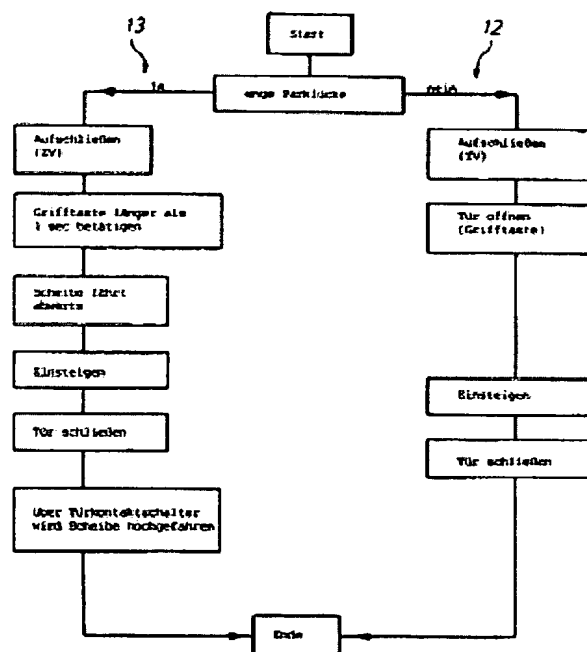 13
12
Start
ja
enge Parklücke
nein
Aufschließen
(ZV)
Grifftaste länger als
1 sec betätigen
Scheibe fährt
abwärts
Einsteigen
Tür schließen
über Türkontaktschalter
wird Scheibe hochgefahren
Aufschließen
(ZV)
Tür öffnen
(Grifftaste)
Einsteigen
Tür schließen
Ende